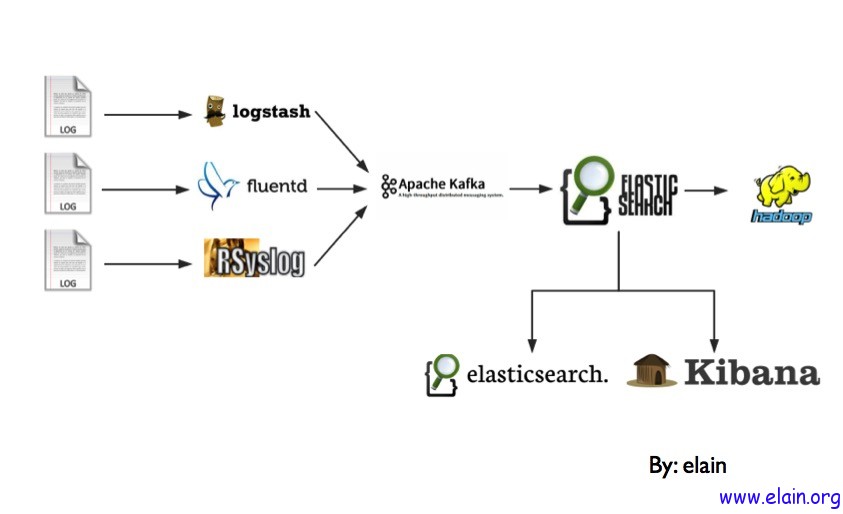 LOG
logstash
LOG
fluentd
Apache Kafka
A high-throughput distributed messaging system.
ELASTIC
SEARCH
hadoop
LOG
RSyslog
elasticsearch.
Kibana
By: elain
www.elain.org